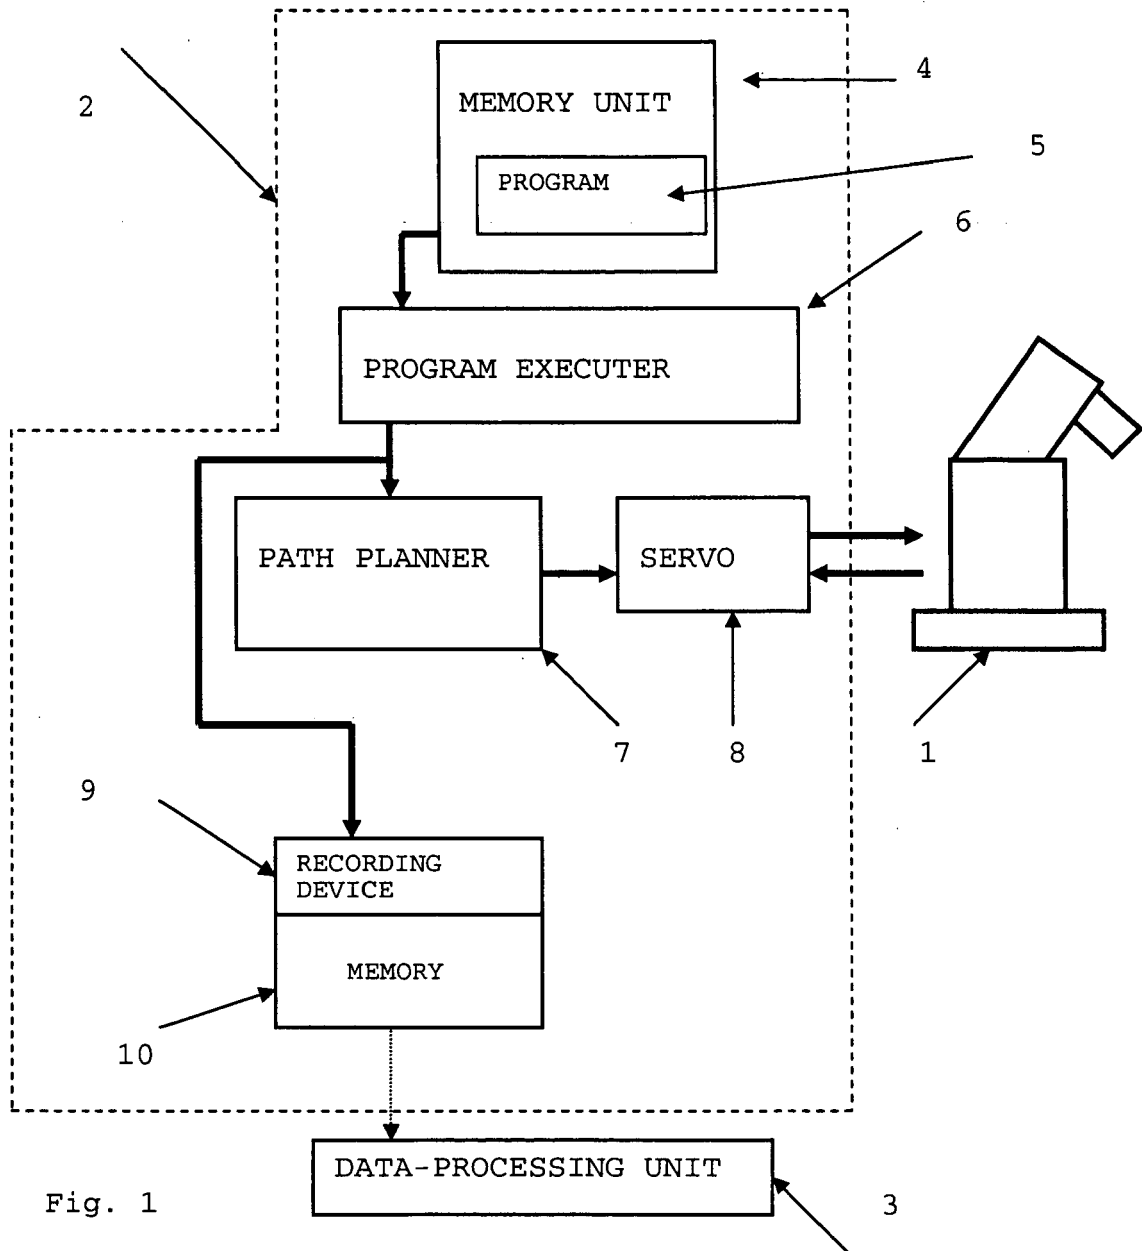 4
MEMORY UNIT
2
5
PROGRAM
6
PROGRAM EXECUTER
PATH PLANNER
SERVO
7
8
1
9
RECORDING
DEVICE
MEMORY
10
DATA-PROCESSING UNIT
Fig. 1
3